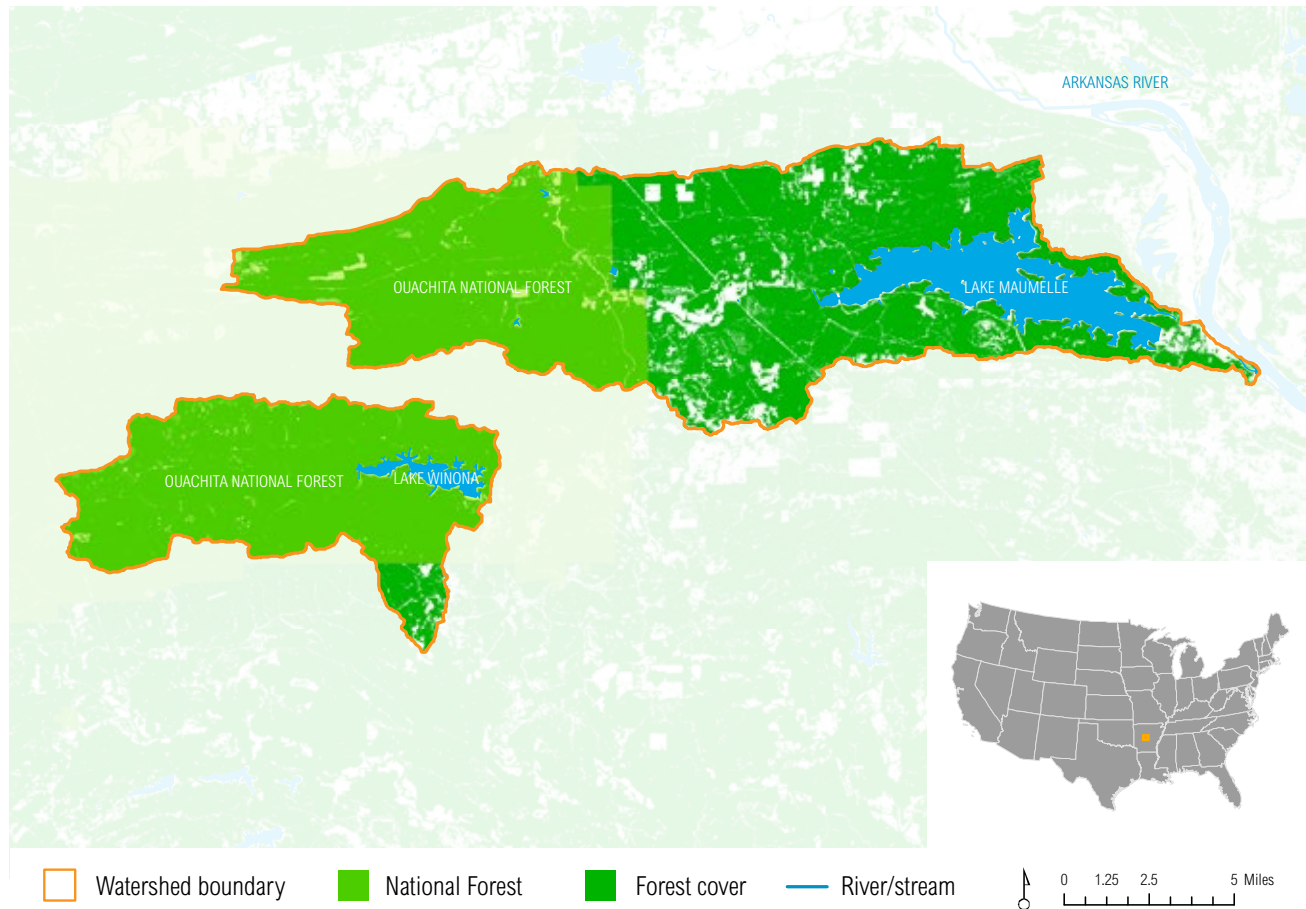 ARKANSAS RIVER
OUACHITA NATIONAL FOREST
LAKE MAUMELLE
OUACHITA NATIONAL FOREST
LAKE WINONA
Watershed boundary
National Forest
Forest cover
River/stream
0 1.25 2.5 5 Miles